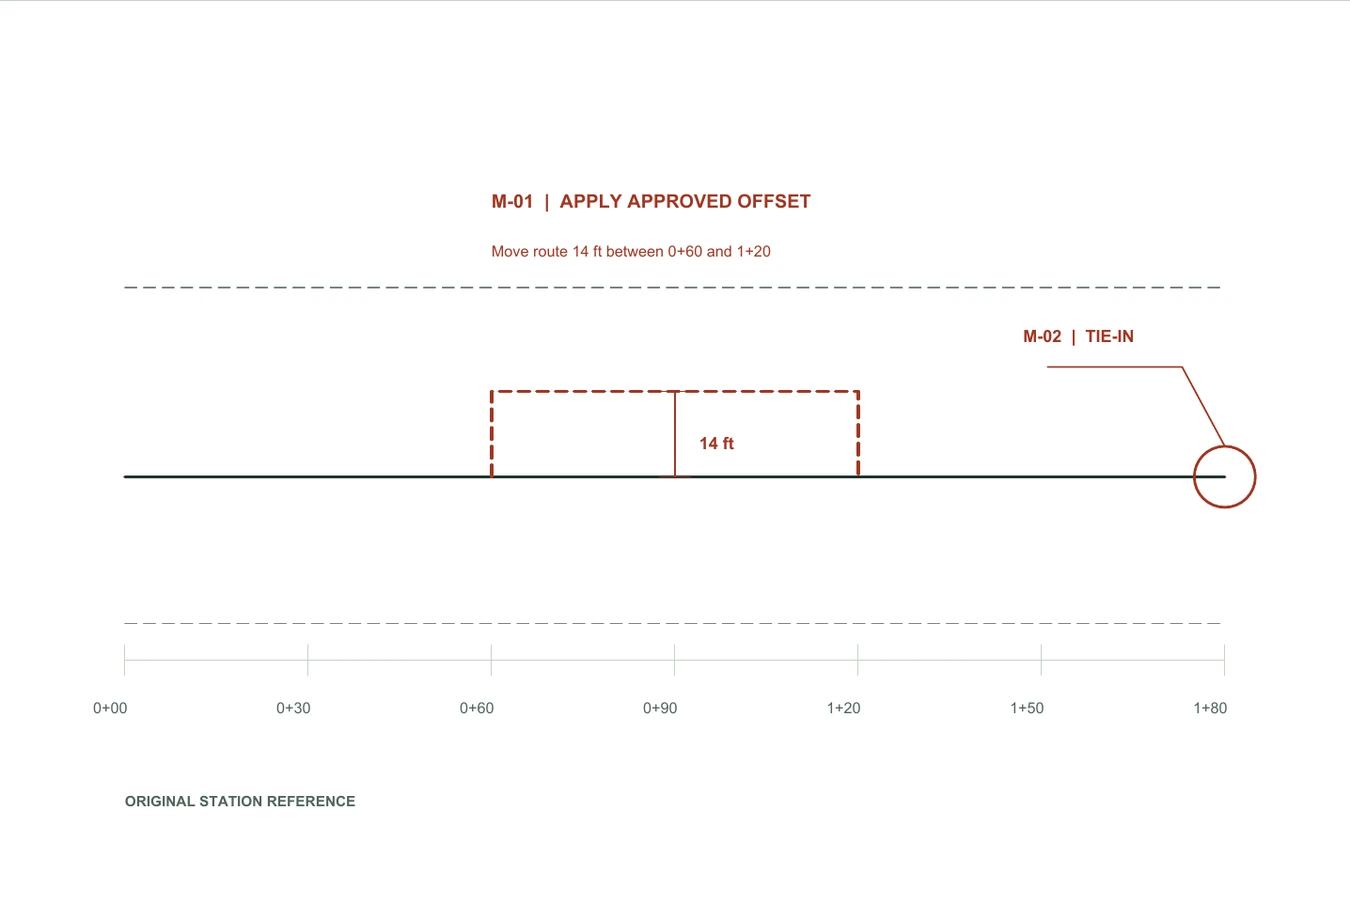 M-01 | APPLY APPROVED OFFSET
Move route 14 ft between 0+60 and 1+20
M-02 | TIE-IN
14 ft
0+00 0+30 0+60 0+90 1+20 1+50 1+80
ORIGINAL STATION REFERENCE